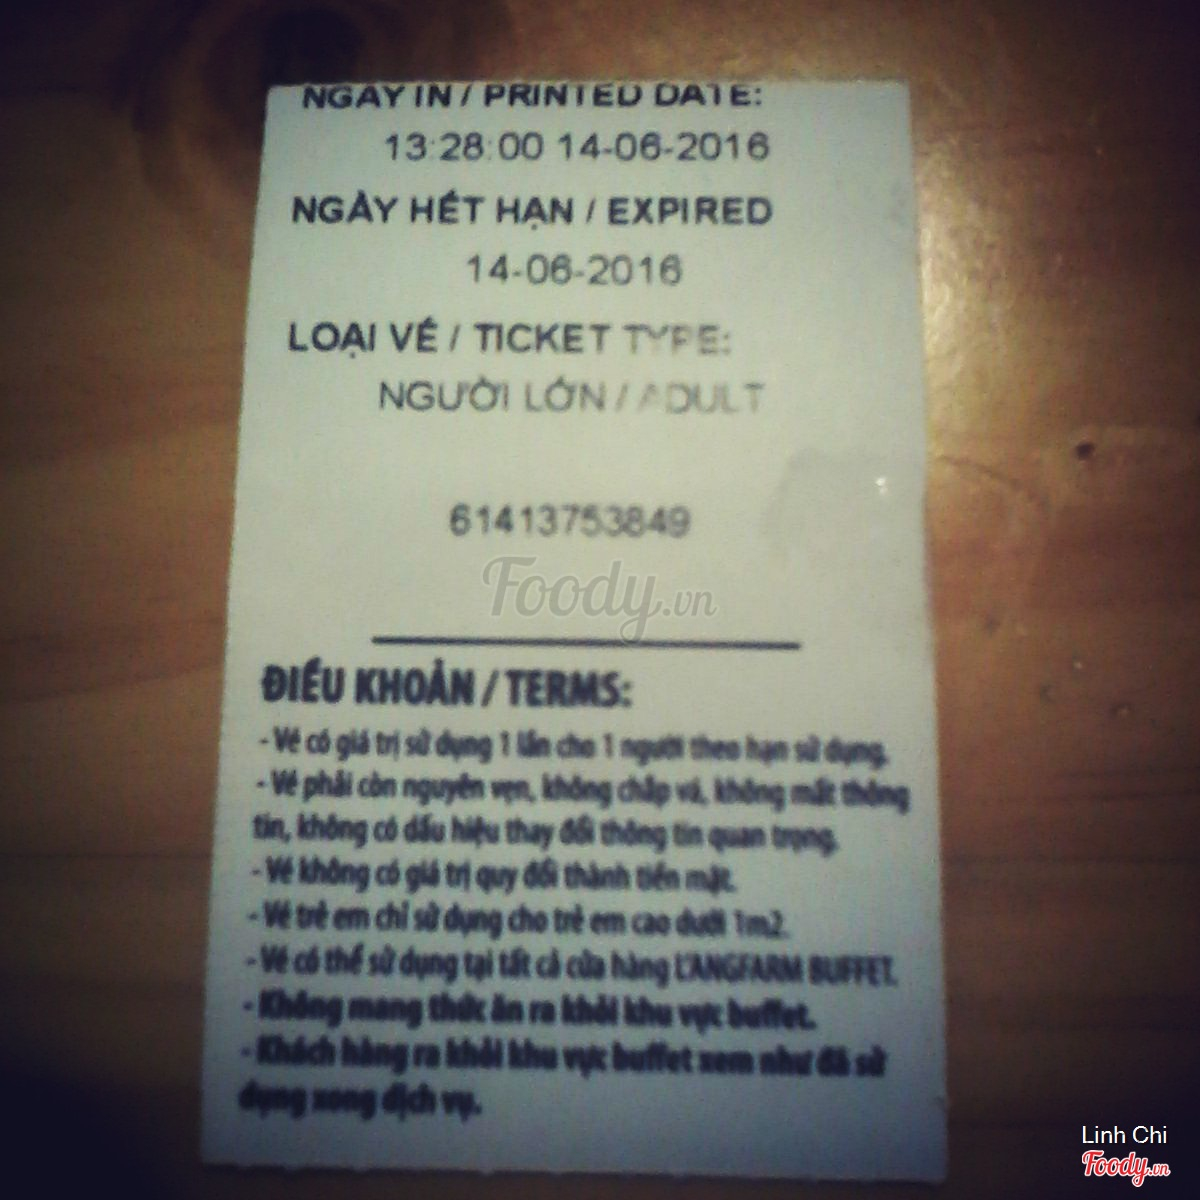 NGÀY IN / PRINTED DATE:
13:28:00 14-06-2016
NGÀY HẾT HẠN / EXPIRED
14-06-2016
LOẠI VÉ / TICKET TYPE:
NGƯỜI LỚN / ADULT
61413753849
Foody.vn
ĐIỀU KHOẢN / TERMS:
- Vé có giá trị sử dụng 1 lần cho 1 người theo hạn sử dụng.
- Vé phải còn nguyên vẹn, không chắp vá, không mất thông
tin, không có dấu hiệu thay đổi thông tin quan trọng.
- Vé không có giá trị quy đổi thành tiền mặt.
- Vé trẻ em chỉ sử dụng cho trẻ em cao dưới 1m2.
- Vé có thể sử dụng tại tất cả cửa hàng L'ANGFARM BUFFET.
- Không mang thức ăn ra khỏi khu vực buffet.
- Khách hàng ra khỏi khu vực buffet xem như đã sử
dụng xong dịch vụ.
Linh Chi
Foody.vn